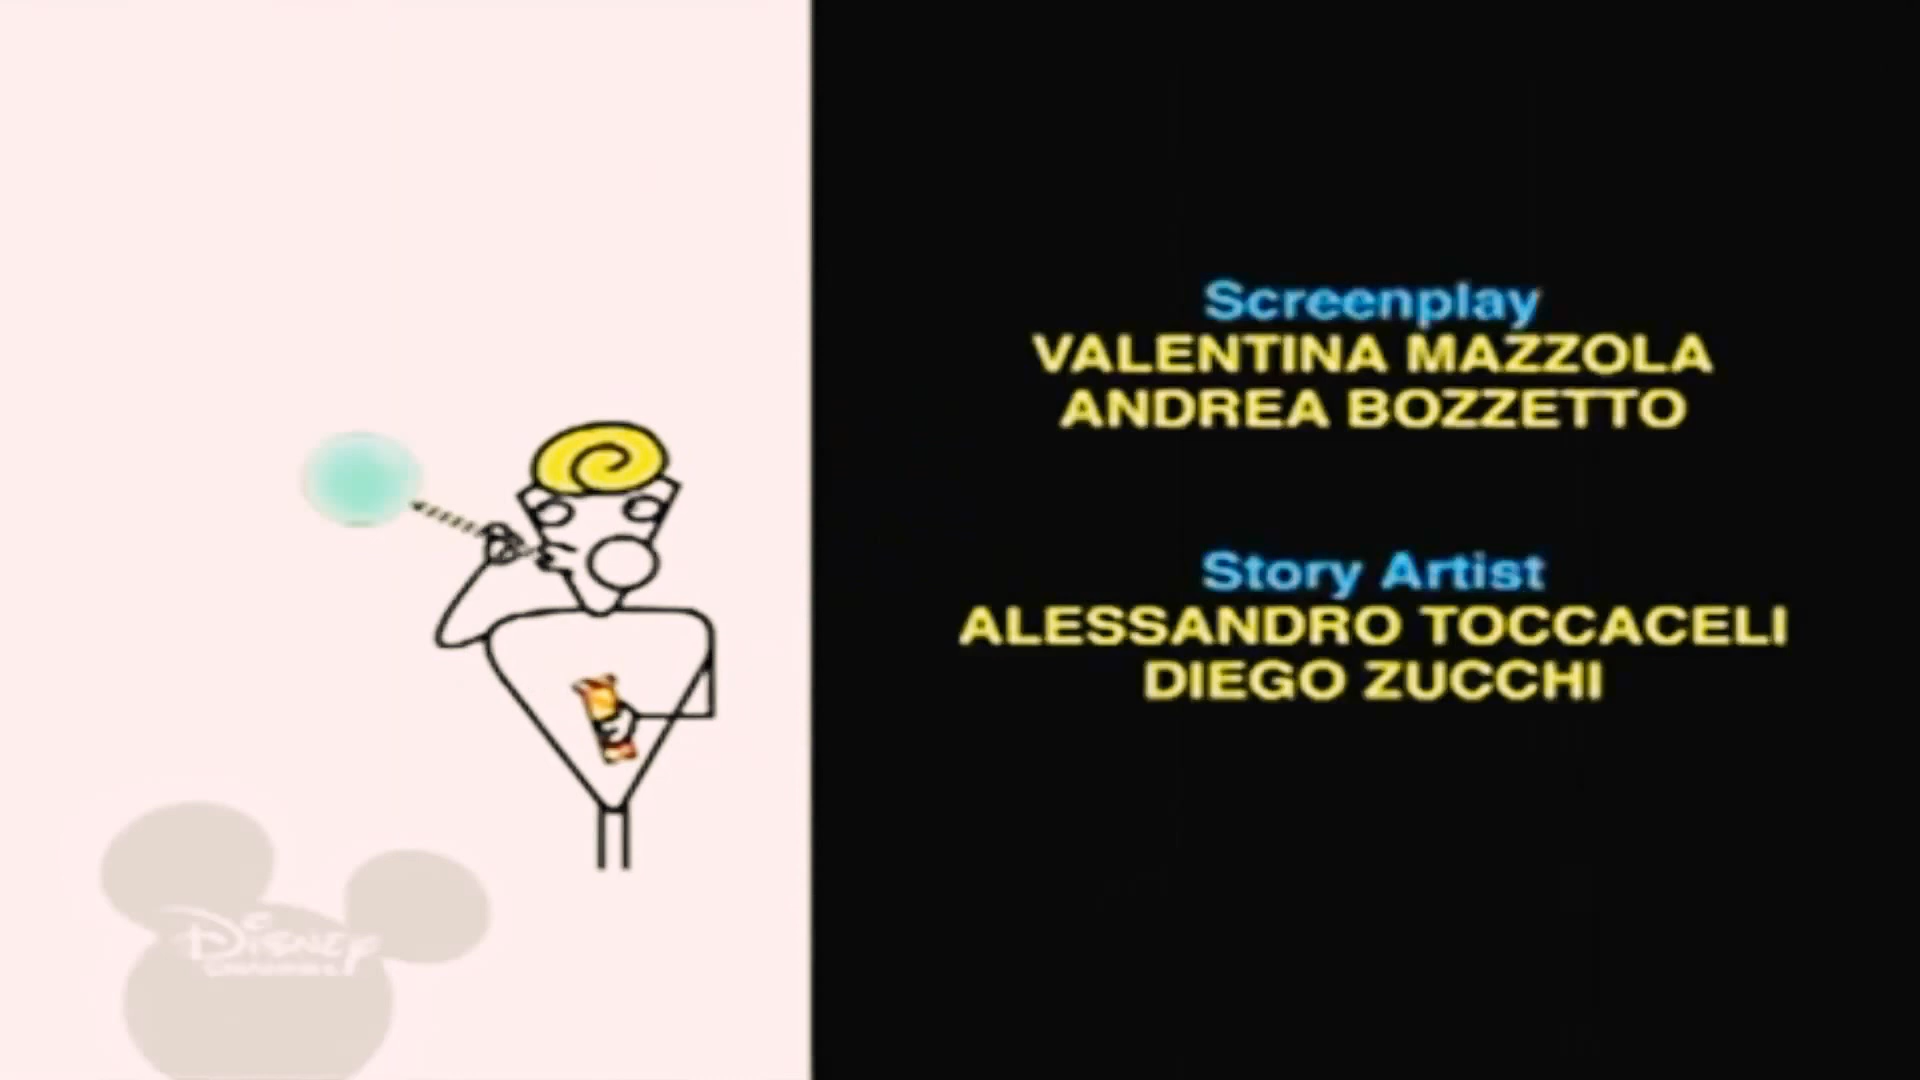 Screenplay
VALENTINA MAZZOLA
ANDREA BOZZETTO
Story Artist
ALESSANDRO TOCCACELI
DIEGO ZUCCHI
Disney